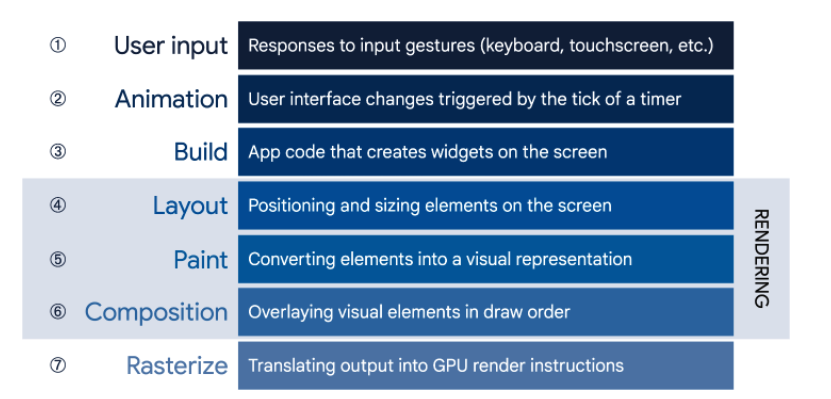 ① User input Responses to input gestures (keyboard, touchscreen, etc.)
② Animation User interface changes triggered by the tick of a timer
③ Build App code that creates widgets on the screen
④ Layout Positioning and sizing elements on the screen
⑤ Paint Converting elements into a visual representation
⑥ Composition Overlaying visual elements in draw order
RENDERING
⑦ Rasterize Translating output into GPU render instructions